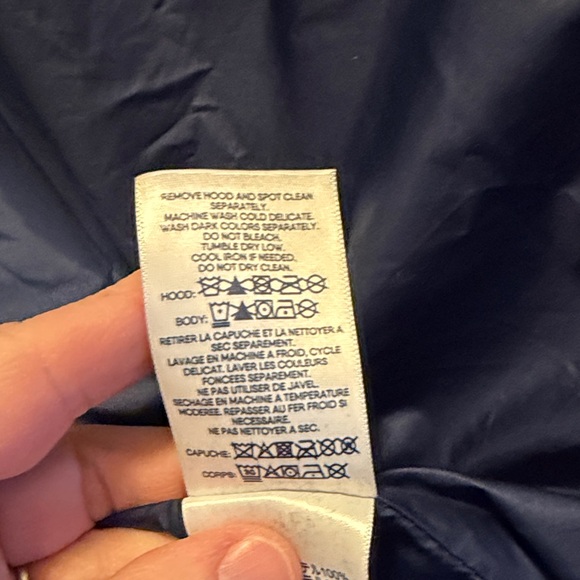 REMOVE HOOD AND SPOT CLEAN
SEPARATELY.
MACHINE WASH COLD DELICATE.
WASH DARK COLORS SEPARATELY.
DO NOT BLEACH.
TUMBLE DRY LOW.
COOL IRON IF NEEDED.
DO NOT DRY CLEAN.
HOOD:
BODY:
RETIRER LA CAPUCHE ET LA NETTOYER A
SEC SEPAREMENT.
LAVAGE EN MACHINE A FROID, CYCLE
DELICAT. LAVER LES COULEURS
FONCEES SEPAREMENT.
NE PAS UTILISER DE JAVEL.
SECHAGE EN MACHINE A TEMPERATURE
MODEREE. REPASSER AU FER FROID SI
NECESSAIRE.
NE PAS NETTOYER A SEC.
CAPUCHE:
CORPS:
100%